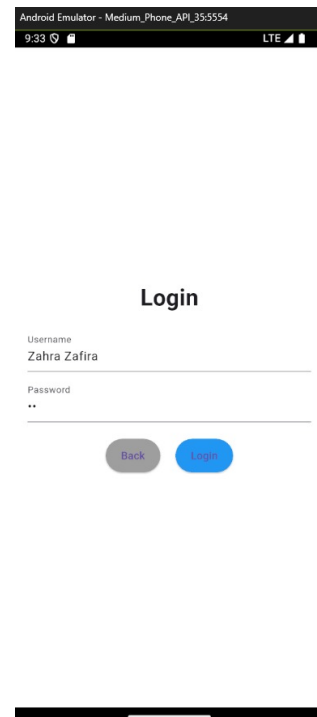 Android Emulator - Medium_Phone_API_35:5554
9:33 LTE
Login
Username
Zahra Zafira
Password
••
Back Login